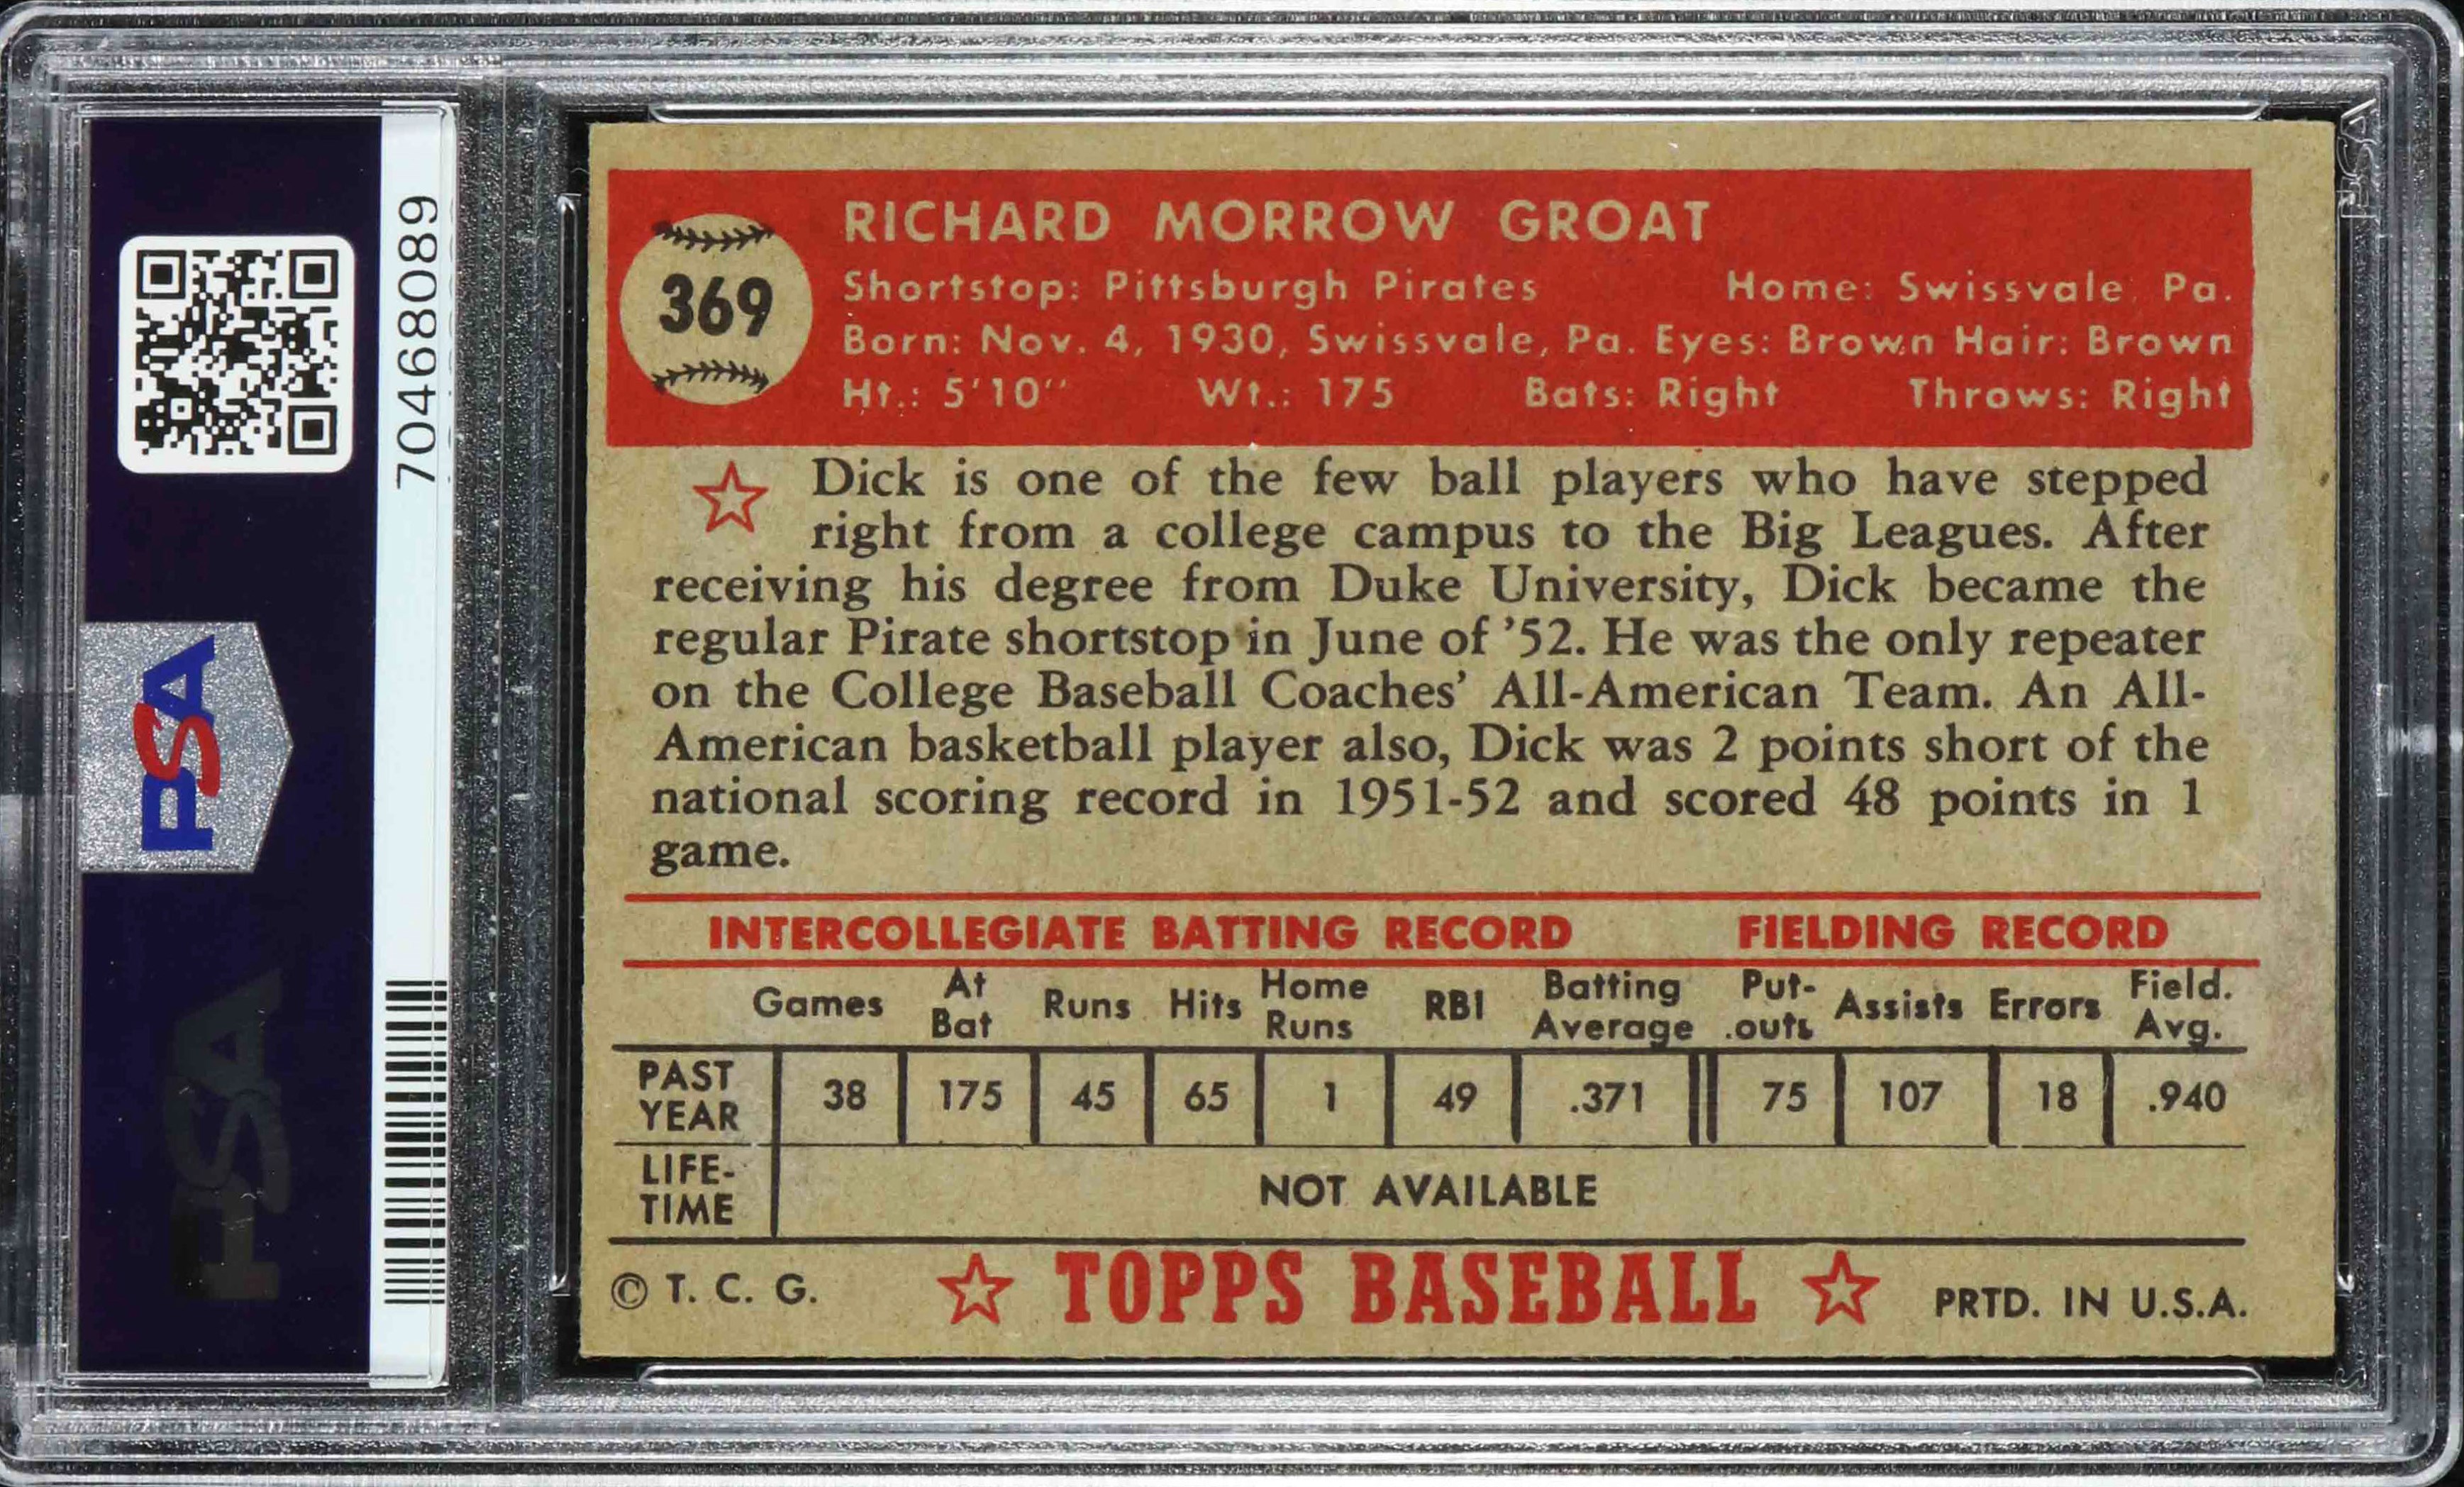 70468089
PSA
PSA
PSA
369
RICHARD MORROW GROAT
Shortstop: Pittsburgh Pirates Home: Swissvale, Pa.
Born: Nov. 4, 1930, Swissvale, Pa. Eyes: Brown Hair: Brown
Ht.: 5'10" Wt.: 175 Bats: Right Throws: Right
Dick is one of the few ball players who have stepped
right from a college campus to the Big Leagues. After
receiving his degree from Duke University, Dick became the
regular Pirate shortstop in June of '52. He was the only repeater
on the College Baseball Coaches' All-American Team. An All-
American basketball player also, Dick was 2 points short of the
national scoring record in 1951-52 and scored 48 points in 1
game.
INTERCOLLEGIATE BATTING RECORD FIELDING RECORD
Games At Bat Runs Hits Home Runs RBI Batting Average Put-outs Assists Errors Field. Avg.
PAST YEAR 38 175 45 65 1 49 .371 75 107 18 .940
LIFE-TIME NOT AVAILABLE
© T. C. G. ☆ TOPPS BASEBALL ☆ PRTD. IN U.S.A.